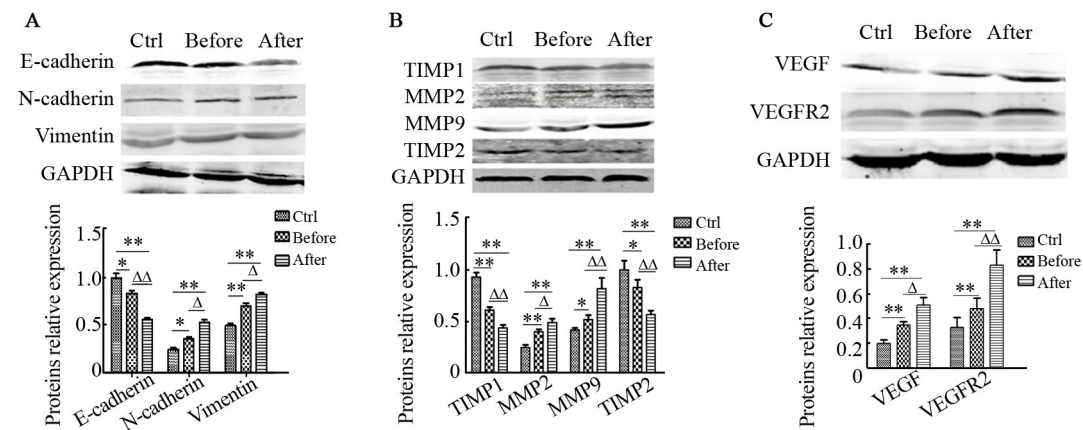 A
Ctrl Before After
E-cadherin
N-cadherin
Vimentin
GAPDH
Proteins relative expression
1.5
1.0
0.5
0
** * ΔΔ
** * Δ
** ** Δ
Ctrl
Before
After
E-cadherin
N-cadherin
Vimentin
B
Ctrl Before After
TIMP1
MMP2
MMP9
TIMP2
GAPDH
Proteins relative expression
1.5
1.0
0.5
0
** ** ΔΔ
** ** Δ
** * ΔΔ
** * ΔΔ
Ctrl
Before
After
TIMP1
MMP2
MMP9
TIMP2
C
Ctrl Before After
VEGF
VEGFR2
GAPDH
Proteins relative expression
1.0
0.8
0.6
0.4
0.2
0
** ** Δ
** ** ΔΔ
Ctrl
Before
After
VEGF
VEGFR2